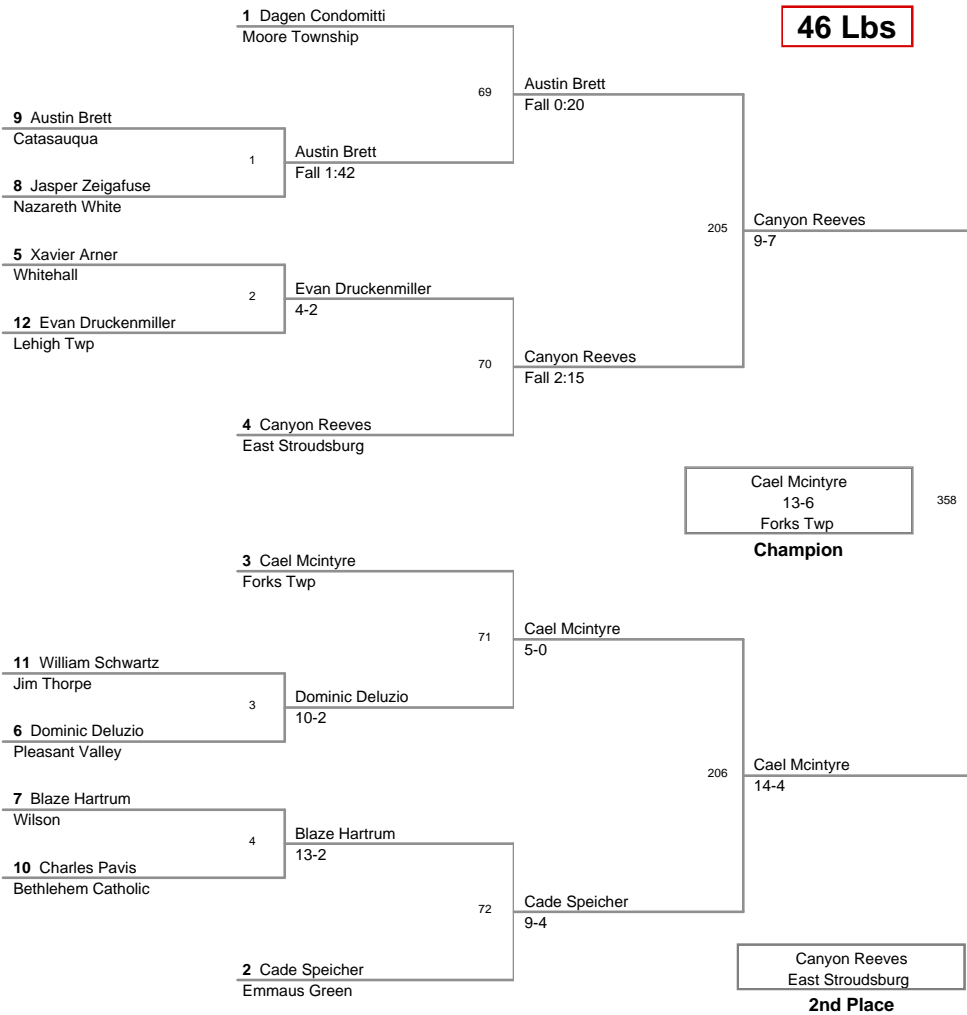 1 Dagen Condomitti
Moore Township
46 Lbs
69
Austin Brett
Fall 0:20
9 Austin Brett
Catasauqua
1
Austin Brett
Fall 1:42
8 Jasper Zeigafuse
Nazareth White
205
Canyon Reeves
9-7
5 Xavier Arner
Whitehall
2
Evan Druckenmiller
4-2
12 Evan Druckenmiller
Lehigh Twp
70
Canyon Reeves
Fall 2:15
4 Canyon Reeves
East Stroudsburg
Cael Mcintyre
13-6
Forks Twp
358
Champion
3 Cael Mcintyre
Forks Twp
71
Cael Mcintyre
5-0
11 William Schwartz
Jim Thorpe
3
Dominic Deluzio
10-2
6 Dominic Deluzio
Pleasant Valley
206
Cael Mcintyre
14-4
7 Blaze Hartrum
Wilson
4
Blaze Hartrum
13-2
10 Charles Pavis
Bethlehem Catholic
72
Cade Speicher
9-4
2 Cade Speicher
Emmaus Green
Canyon Reeves
East Stroudsburg
2nd Place